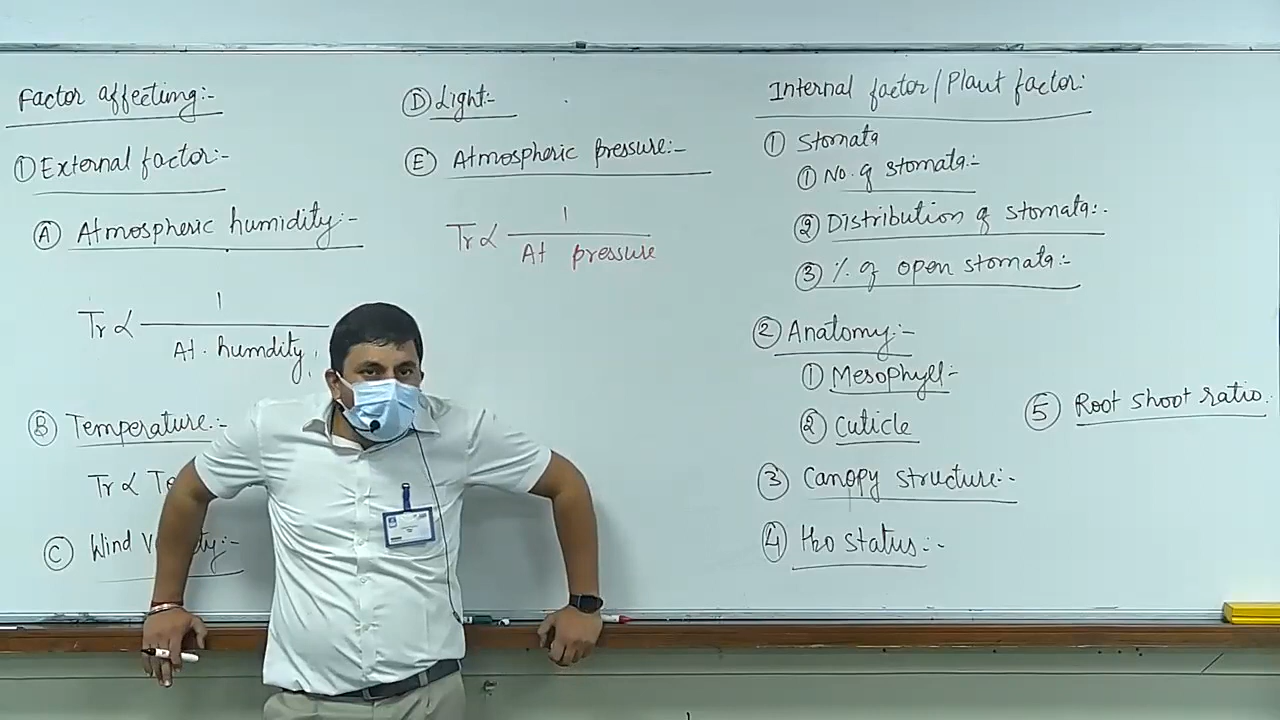 Factor affecting:-
① External factor:-
Ⓐ Atmospheric humidity:-
Tr ∝ 1 / At. humdity
Ⓑ Temperature:-
Tr ∝
Ⓒ Wind
Ⓓ Light:-
Ⓔ Atmospheric pressure:-
Tr ∝ 1 / At pressure
Internal factor/Plant factor:
① Stomata
① No. of stomata:-
② Distribution of stomata:-
③ % of open stomata:-
② Anatomy:-
① Mesophyll:-
② Cuticle
③ Canopy structure:-
④ H2O status:-
⑤ Root shoot ratio.